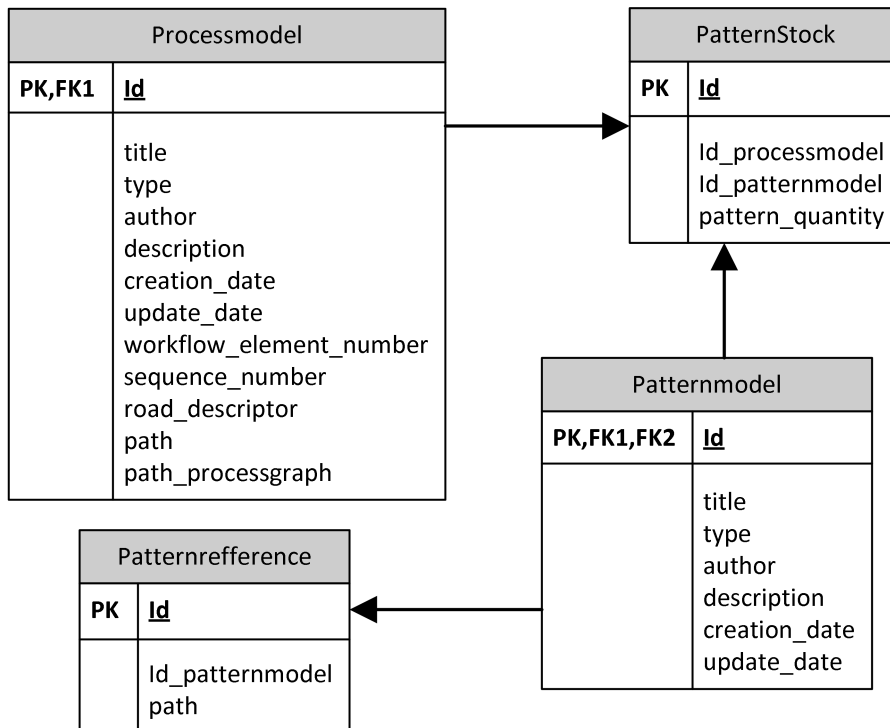 Processmodel
PK,FK1 Id
title
type
author
description
creation_date
update_date
workflow_element_number
sequence_number
road_descriptor
path
path_processgraph
PatternStock
PK Id
Id_processmodel
Id_patternmodel
pattern_quantity
Patternmodel
PK,FK1,FK2 Id
title
type
author
description
creation_date
update_date
Patternrefference
PK Id
Id_patternmodel
path